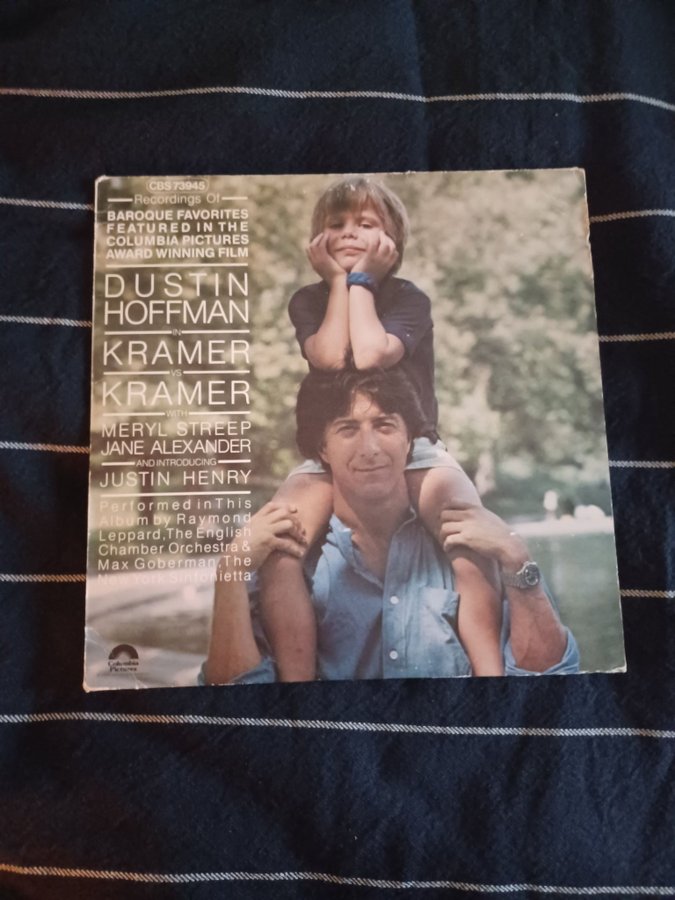 CBS 73945
Recordings Of
BAROQUE FAVORITES
FEATURED IN THE
COLUMBIA PICTURES
AWARD WINNING FILM
DUSTIN
HOFFMAN
IN
KRAMER
VS
KRAMER
WITH
MERYL STREEP
JANE ALEXANDER
AND INTRODUCING
JUSTIN HENRY
Performed in This
Album by Raymond
Leppard, The English
Chamber Orchestra &
Max Goberman, The
New York Sinfonietta
Columbia
Pictures